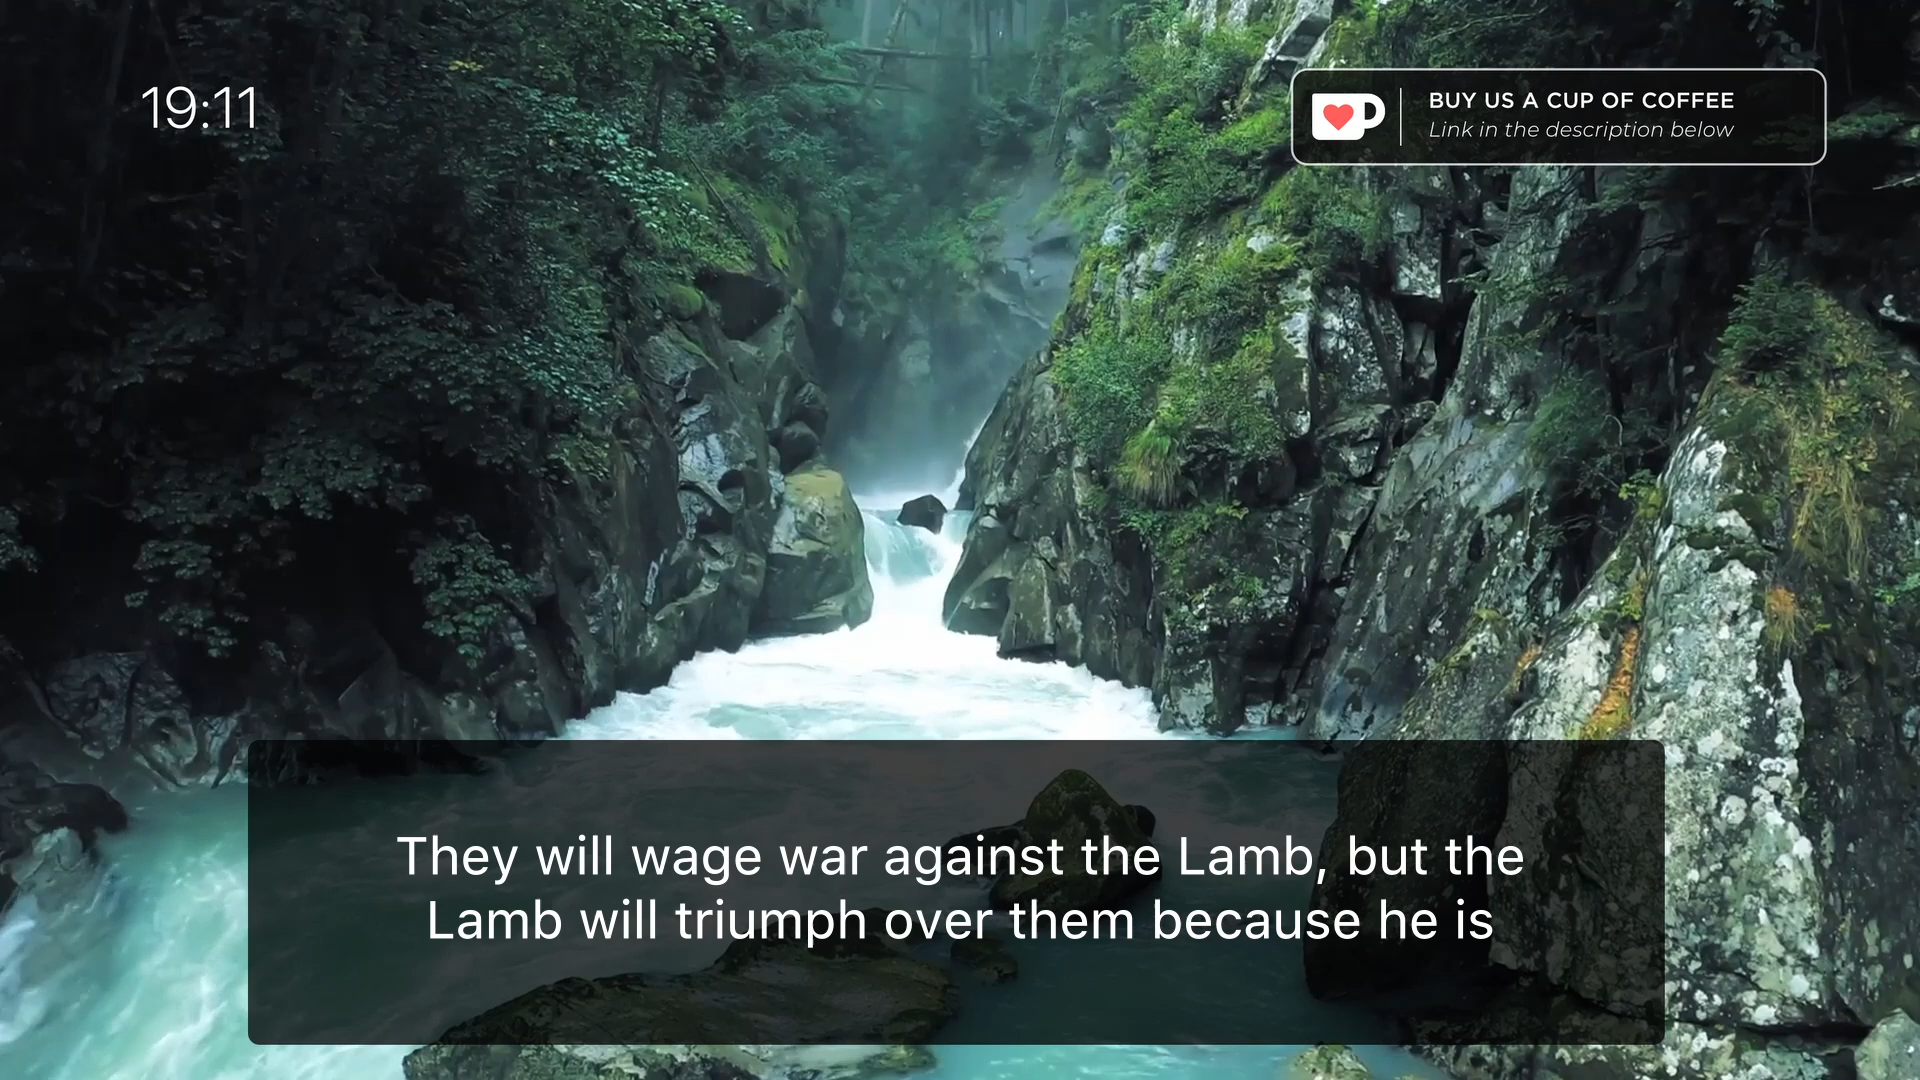 19:11
BUY US A CUP OF COFFEE
Link in the description below
They will wage war against the Lamb, but the
Lamb will triumph over them because he is